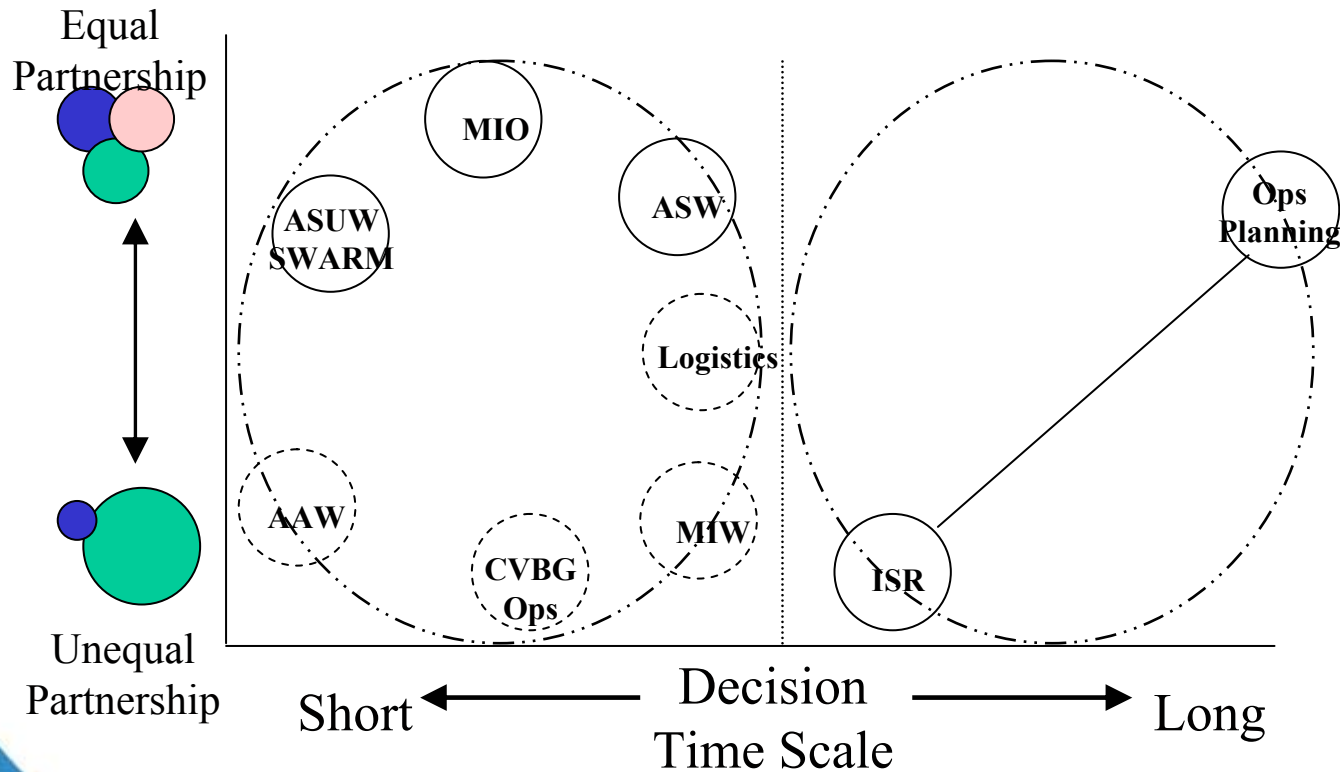 Equal
Partnership
MIO
ASW
ASUW
SWARM
Ops
Planning
Logistics
AAW
MIW
CVBG
Ops
ISR
Unequal
Partnership
Short
Decision
Time Scale
Long